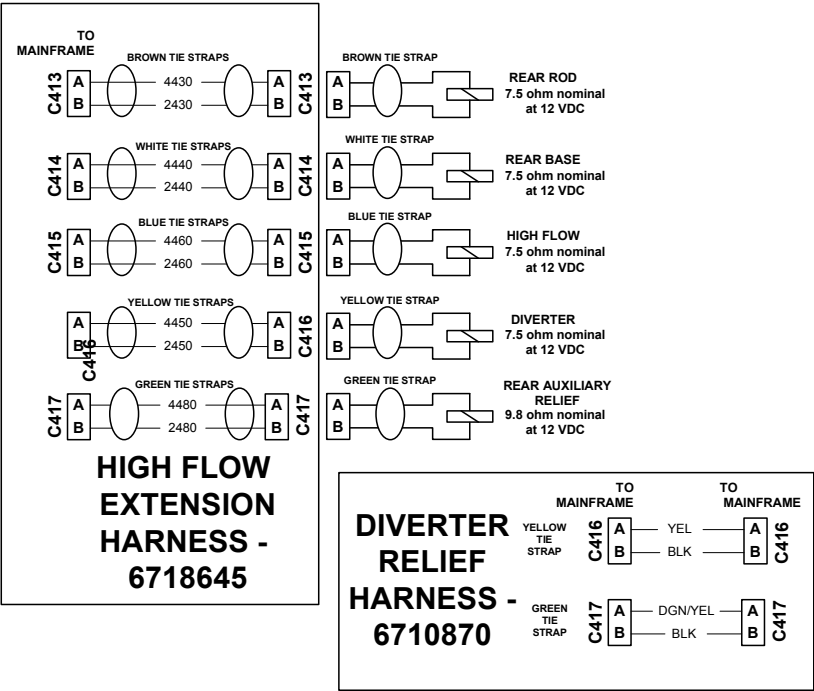 TO
MAINFRAME
BROWN TIE STRAPS
C413
A
B
4430
2430
A
B
C413
BROWN TIE STRAP
A
B
REAR ROD
7.5 ohm nominal
at 12 VDC
WHITE TIE STRAPS
C414
A
B
4440
2440
A
B
C414
WHITE TIE STRAP
A
B
REAR BASE
7.5 ohm nominal
at 12 VDC
BLUE TIE STRAPS
C415
A
B
4460
2460
A
B
C415
BLUE TIE STRAP
A
B
HIGH FLOW
7.5 ohm nominal
at 12 VDC
YELLOW TIE STRAPS
C416
A
B
4450
2450
A
B
C416
YELLOW TIE STRAP
A
B
DIVERTER
7.5 ohm nominal
at 12 VDC
GREEN TIE STRAPS
C417
A
B
4480
2480
A
B
C417
GREEN TIE STRAP
A
B
REAR AUXILIARY
RELIEF
9.8 ohm nominal
at 12 VDC
HIGH FLOW
EXTENSION
HARNESS -
6718645
DIVERTER
RELIEF
HARNESS -
6710870
TO
MAINFRAME
TO
MAINFRAME
YELLOW
TIE
STRAP
C416
A
B
YEL
BLK
A
B
C416
GREEN
TIE
STRAP
C417
A
B
DGN/YEL
BLK
A
B
C417